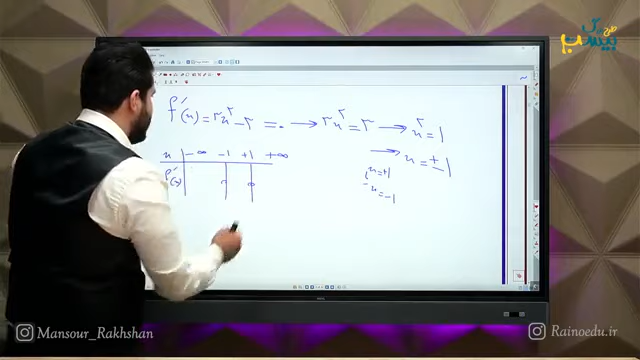 f'(x) = ۳x² - ۳ = ۰ → ۳x² = ۳ → x² = ۱
→ x = ± ۱
x = +۱
x = -۱
x | -∞ -۱ +۱ +∞
f'(x) ۰ ۰
Mansour_Rakhshan
Rainoedu.ir